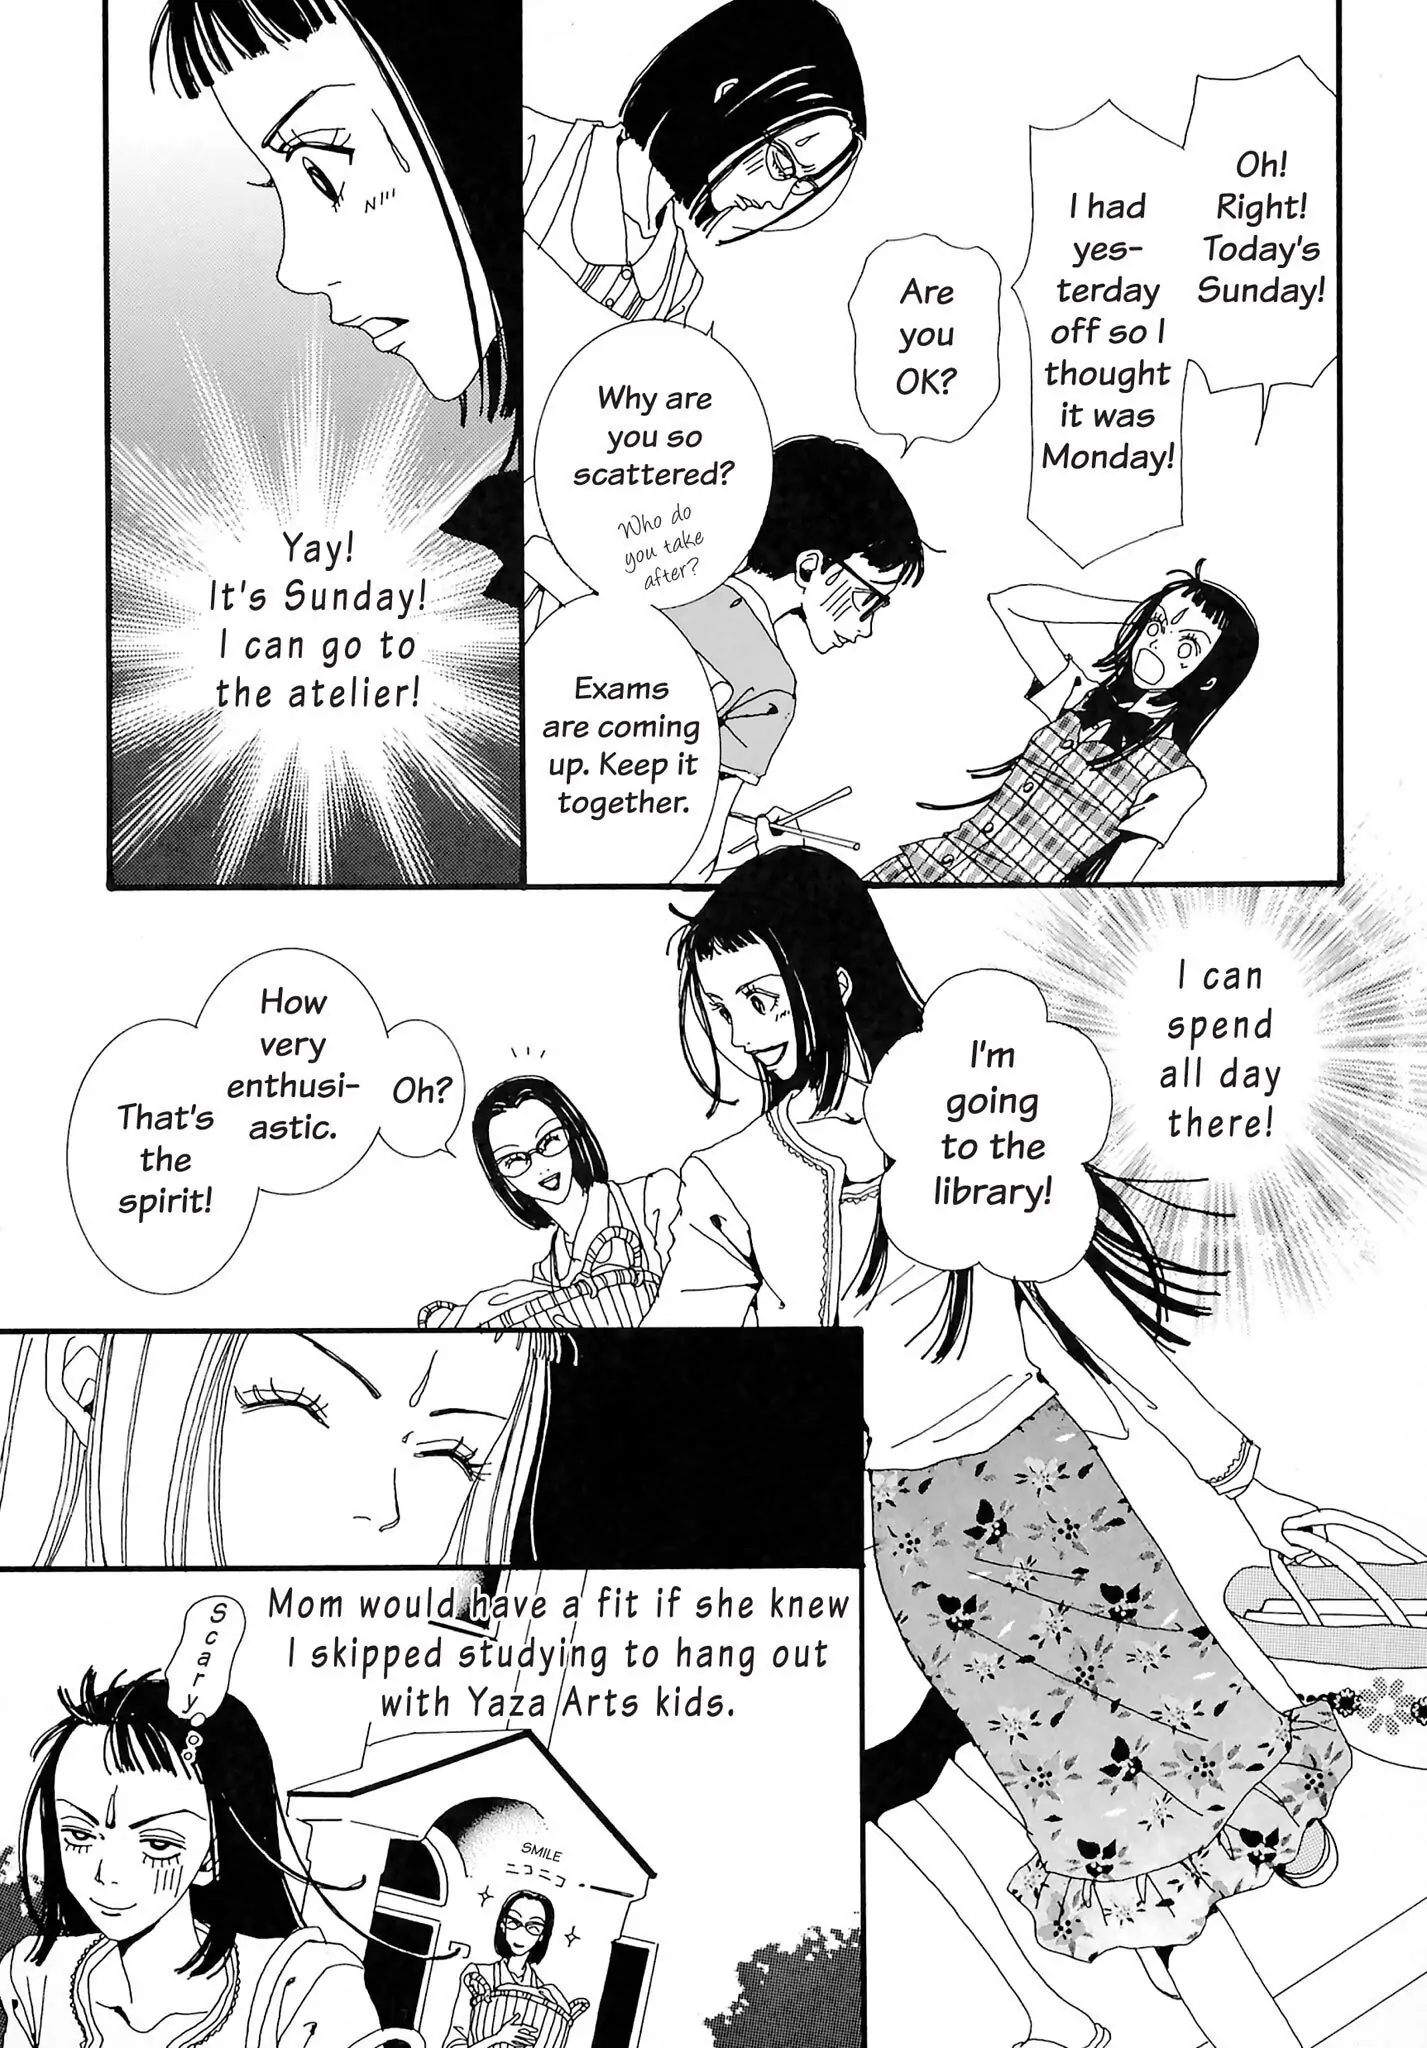 Oh!
Right!
Today's
Sunday!
I had
yes-
terday
off so I
thought
it was
Monday!
Are
you
OK?
Why are
you so
scattered?
Who do
you take
after?
Exams
are coming
up. Keep it
together.
Yay!
It's Sunday!
I can go to
the atelier!
I can
spend
all day
there!
I'm
going
to the
library!
Oh?
How
very
enthusi-
astic.
That's
the
spirit!
Mom would have a fit if she knew
I skipped studying to hang out
with Yaza Arts kids.
Scary
SMILE
ニコニコ